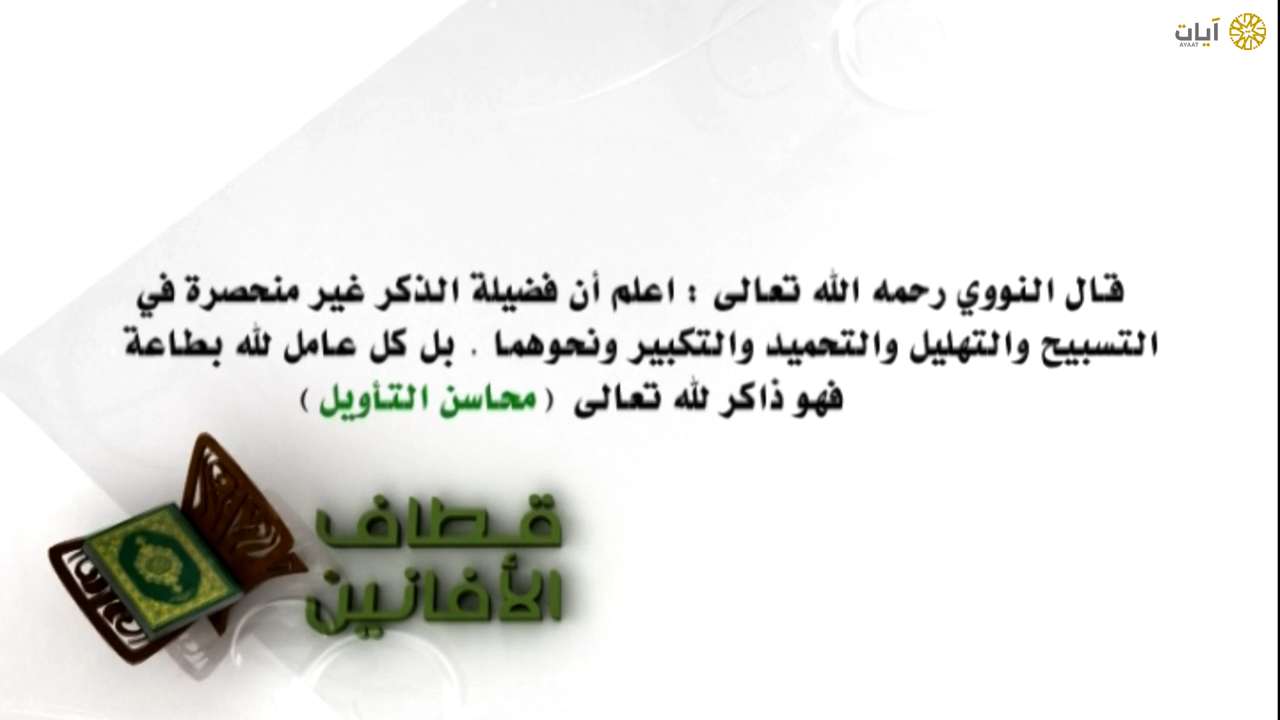 آيات
AYAAT
قال النووي رحمه الله تعالى : اعلم أن فضيلة الذكر غير منحصرة في
التسبيح والتهليل والتحميد والتكبير ونحوهما . بل كل عامل لله بطاعة
فهو ذاكر لله تعالى ( محاسن التأويل )
قطاف
الأفانين